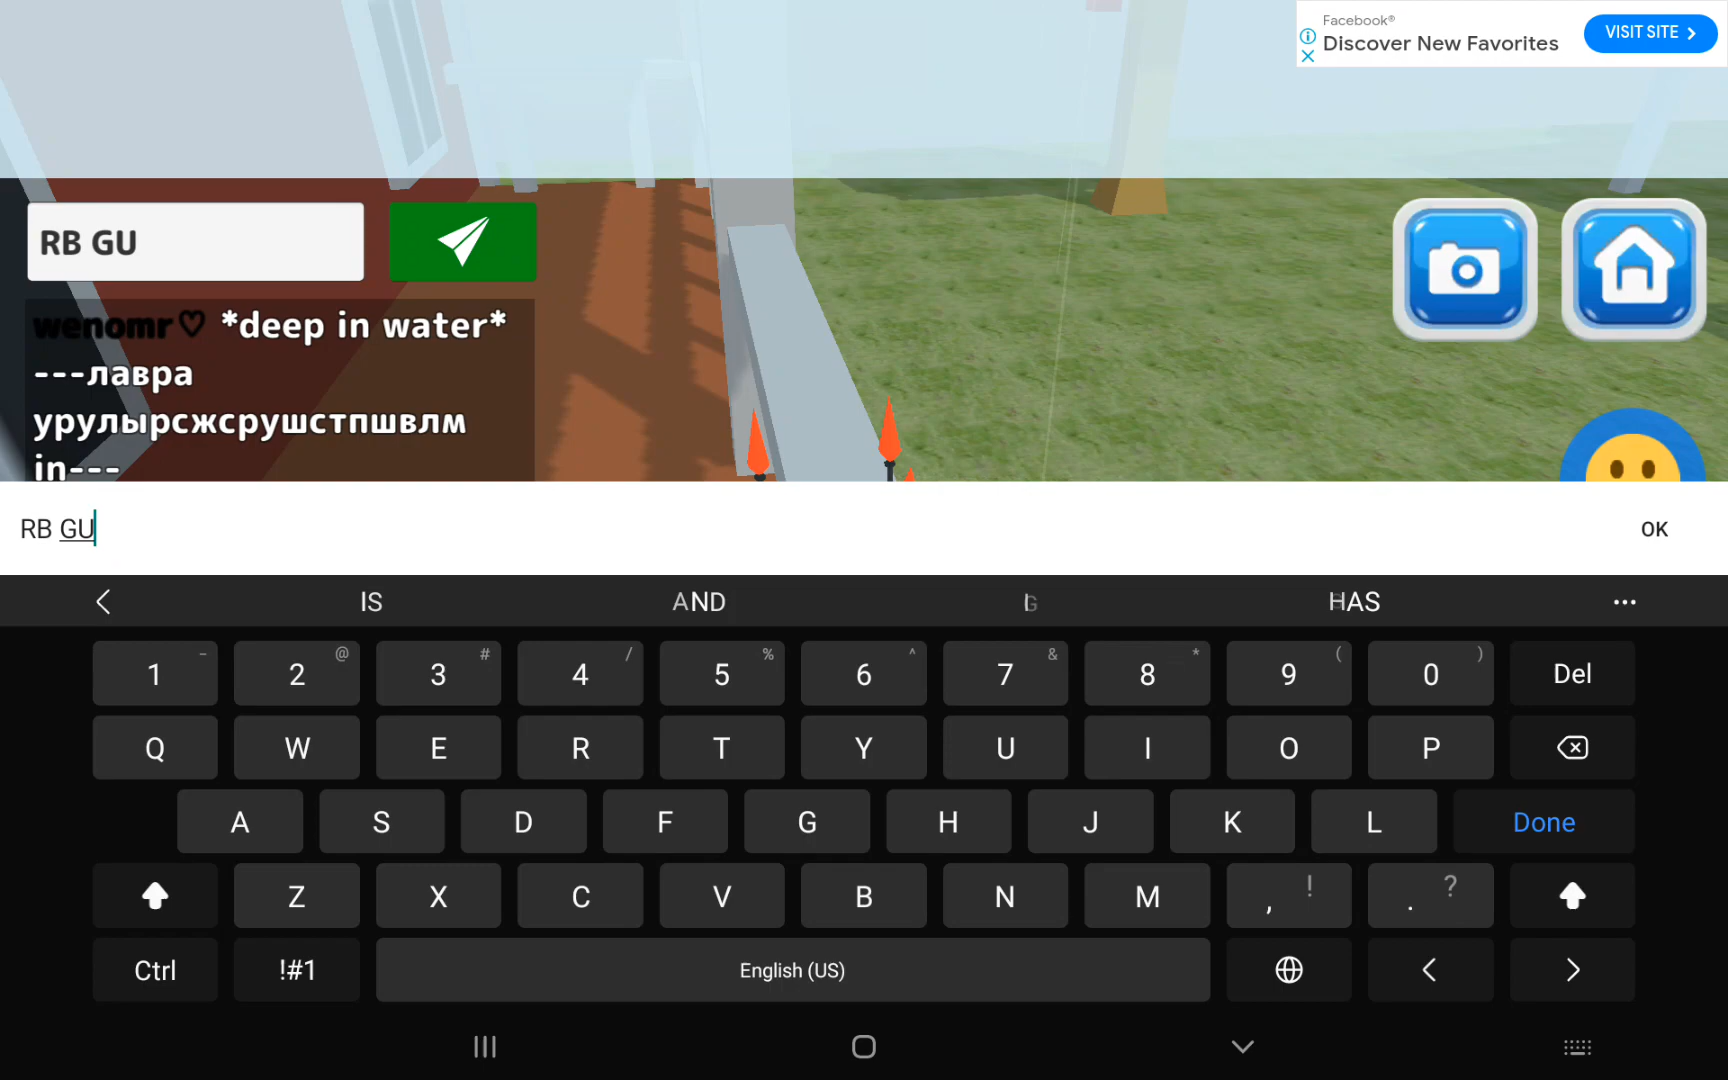 Facebook®
Discover New Favorites
VISIT SITE
RB GU
wenomr♡ *deep in water*
---лавра
урулырсжсрушстпшвлм
in---
RB GU
OK
IS AND HAS
1 - 2 @ 3 # 4 / 5 % 6 ^ 7 & 8 * 9 ( 0 ) Del
Q W E R T Y U I O P
A S D F G H J K L Done
Z X C V B N M , ! . ?
Ctrl !#1 English (US) < >